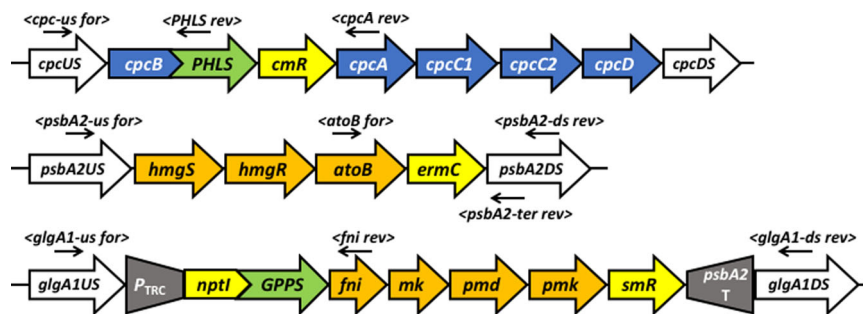 <cpc-us for> <PHLS rev> <cpcA rev>
cpcUS cpcB PHLS cmR cpcA cpcC1 cpcC2 cpcD cpcDS
<psbA2-us for> <atoB for> <psbA2-ds rev>
psbA2US hmgS hmgR atoB ermC psbA2DS
<psbA2-ter rev>
<glgA1-us for> <fni rev> <glgA1-ds rev>
glgA1US PTRC nptI GPPS fni mk pmd pmk smR psbA2 T glgA1DS